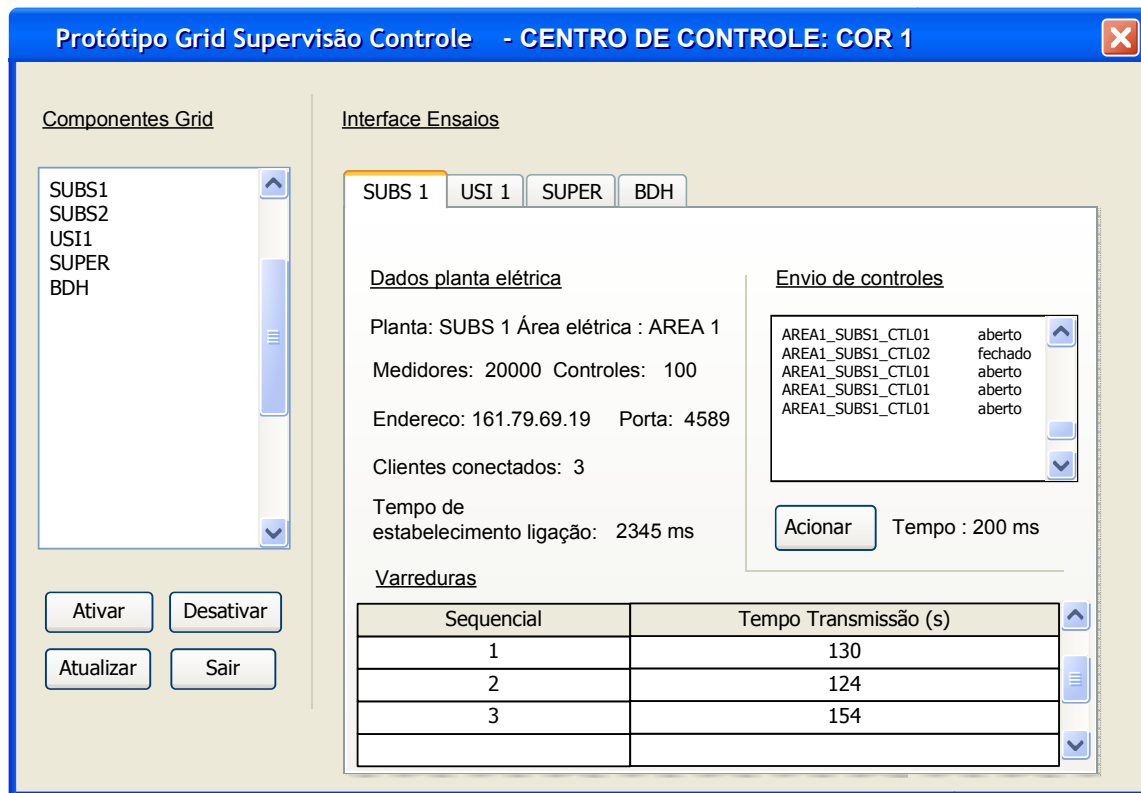 Protótipo Grid Supervisão Controle - CENTRO DE CONTROLE: COR 1
Componentes Grid
SUBS1
SUBS2
USI1
SUPER
BDH
Ativar Desativar
Atualizar Sair
Interface Ensaios
SUBS 1 USI 1 SUPER BDH
Dados planta elétrica
Planta: SUBS 1 Área elétrica : AREA 1
Medidores: 20000 Controles: 100
Endereco: 161.79.69.19 Porta: 4589
Clientes conectados: 3
Tempo de
estabelecimento ligação: 2345 ms
Envio de controles
AREA1_SUBS1_CTL01 aberto
AREA1_SUBS1_CTL02 fechado
AREA1_SUBS1_CTL01 aberto
AREA1_SUBS1_CTL01 aberto
AREA1_SUBS1_CTL01 aberto
Acionar Tempo : 200 ms
Varreduras
Sequencial Tempo Transmissão (s)
1 130
2 124
3 154